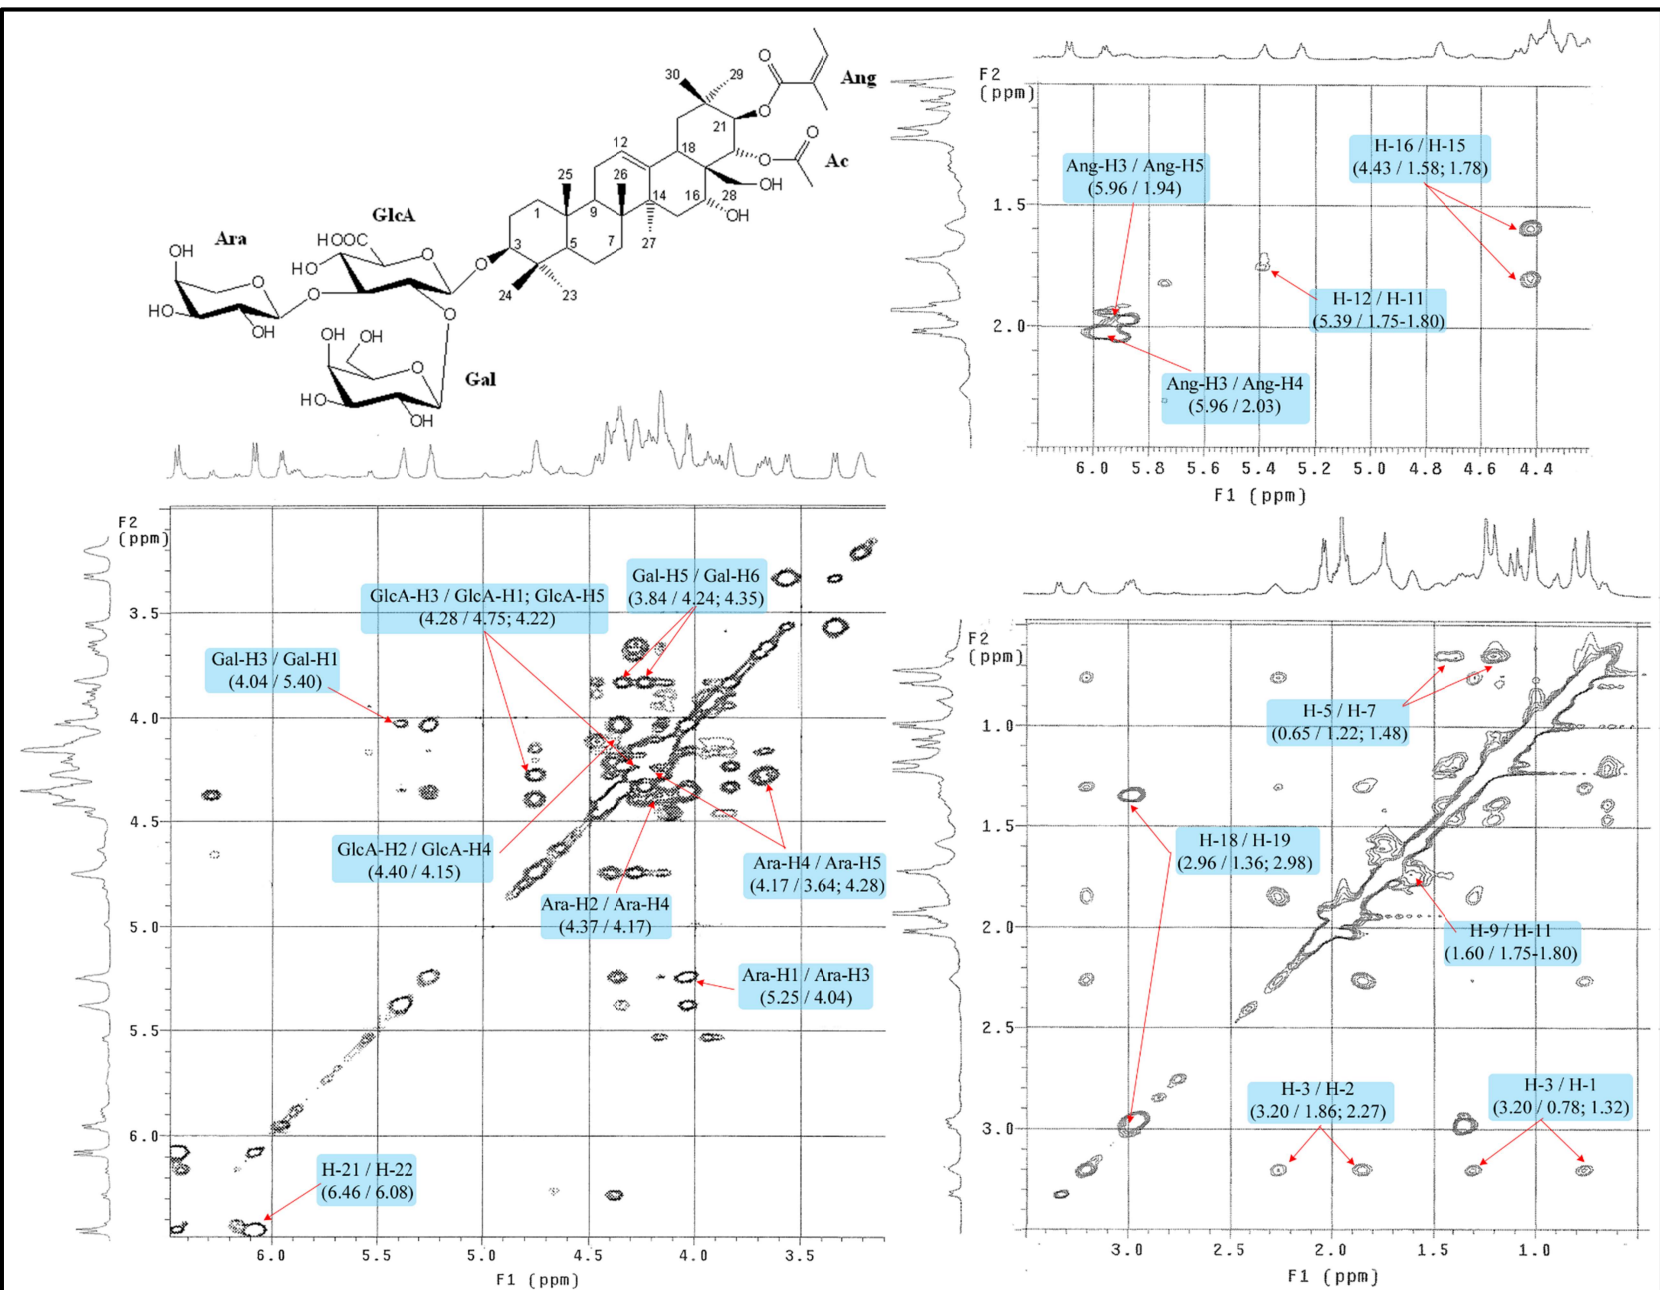 30
29
O
Ang
O
21
12
18
O
O
Ac
25
26
28
OH
14
16
OH
1
9
27
GlcA
7
HOOC
O
3
5
Ara
OH
HO
O
O
24
23
O
HO
OH
O
OH
OH
O
Gal
HO
OH
F2
(ppm)
Ang-H3 / Ang-H5
(5.96 / 1.94)
H-16 / H-15
(4.43 / 1.58; 1.78)
1.5
H-12 / H-11
(5.39 / 1.75-1.80)
2.0
Ang-H3 / Ang-H4
(5.96 / 2.03)
6.0 5.8 5.6 5.4 5.2 5.0 4.8 4.6 4.4
F1 (ppm)
F2
(ppm)
Gal-H5 / Gal-H6
(3.84 / 4.24; 4.35)
GlcA-H3 / GlcA-H1; GlcA-H5
(4.28 / 4.75; 4.22)
3.5
Gal-H3 / Gal-H1
(4.04 / 5.40)
4.0
4.5
GlcA-H2 / GlcA-H4
(4.40 / 4.15)
Ara-H4 / Ara-H5
(4.17 / 3.64; 4.28)
Ara-H2 / Ara-H4
(4.37 / 4.17)
5.0
Ara-H1 / Ara-H3
(5.25 / 4.04)
5.5
6.0
H-21 / H-22
(6.46 / 6.08)
6.0 5.5 5.0 4.5 4.0 3.5
F1 (ppm)
F2
(ppm)
1.0
H-5 / H-7
(0.65 / 1.22; 1.48)
1.5
H-18 / H-19
(2.96 / 1.36; 2.98)
2.0
H-9 / H-11
(1.60 / 1.75-1.80)
2.5
H-3 / H-2
(3.20 / 1.86; 2.27)
H-3 / H-1
(3.20 / 0.78; 1.32)
3.0
3.0 2.5 2.0 1.5 1.0
F1 (ppm)